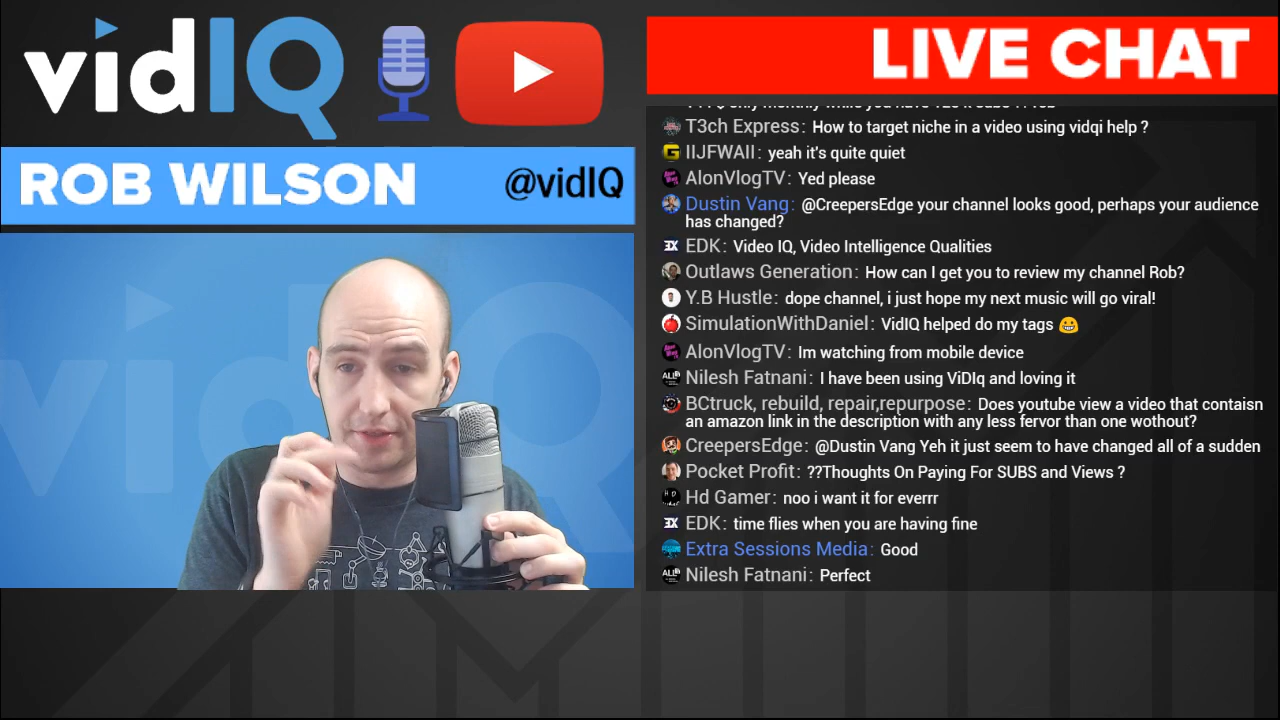 vidIQ
LIVE CHAT
ROB WILSON
@vidIQ
T3ch Express: How to target niche in a video using vidqi help ?
IIJFWAII: yeah it's quite quiet
AlonVlogTV: Yed please
Dustin Vang: @CreepersEdge your channel looks good, perhaps your audience
has changed?
EDK: Video IQ, Video Intelligence Qualities
Outlaws Generation: How can I get you to review my channel Rob?
Y.B Hustle: dope channel, i just hope my next music will go viral!
SimulationWithDaniel: VidIQ helped do my tags 😀
AlonVlogTV: Im watching from mobile device
Nilesh Fatnani: I have been using ViDIq and loving it
BCtruck, rebuild, repair,repurpose: Does youtube view a video that contaisn
an amazon link in the description with any less fervor than one wothout?
CreepersEdge: @Dustin Vang Yeh it just seem to have changed all of a sudden
Pocket Profit: ??Thoughts On Paying For SUBS and Views ?
Hd Gamer: noo i want it for everrr
EDK: time flies when you are having fine
Extra Sessions Media: Good
Nilesh Fatnani: Perfect